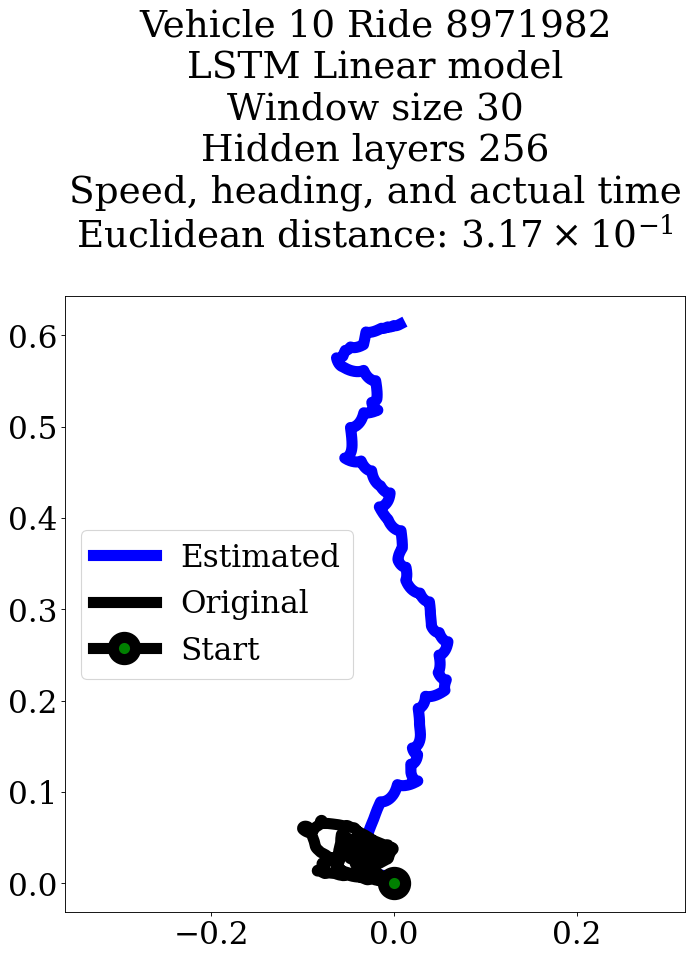 Vehicle 10 Ride 8971982
LSTM Linear model
Window size 30
Hidden layers 256
Speed, heading, and actual time
Euclidean distance: 3.17 × 10⁻¹
0.6
0.5
0.4
Estimated
0.3
Original
Start
0.2
0.1
0.0
−0.2 0.0 0.2